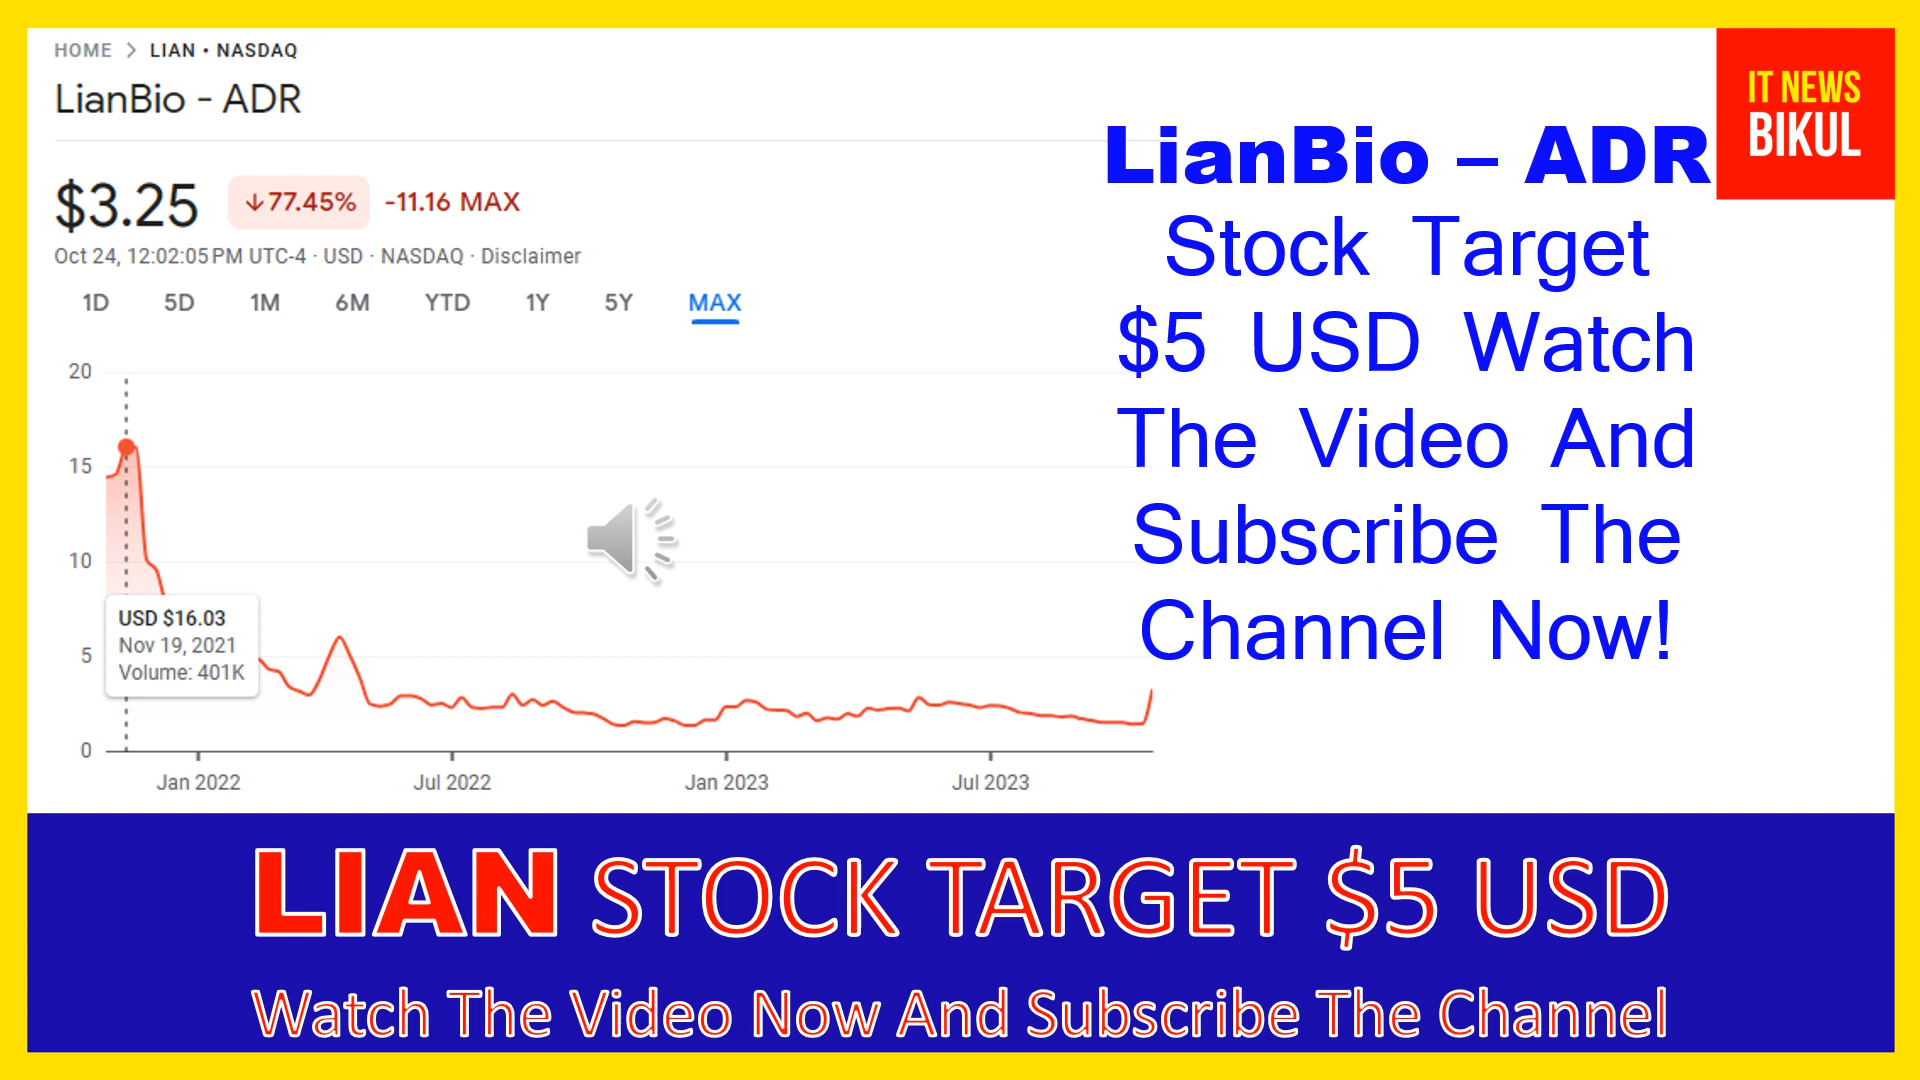 HOME > LIAN • NASDAQ
LianBio - ADR
$3.25 ↓77.45% -11.16 MAX
Oct 24, 12:02:05 PM UTC-4 · USD · NASDAQ · Disclaimer
1D 5D 1M 6M YTD 1Y 5Y MAX
20
15
10
5
0
USD $16.03
Nov 19, 2021
Volume: 401K
Jan 2022 Jul 2022 Jan 2023 Jul 2023
LianBio – ADR
Stock Target
$5 USD Watch
The Video And
Subscribe The
Channel Now!
IT NEWS
BIKUL
LIAN STOCK TARGET $5 USD
Watch The Video Now And Subscribe The Channel